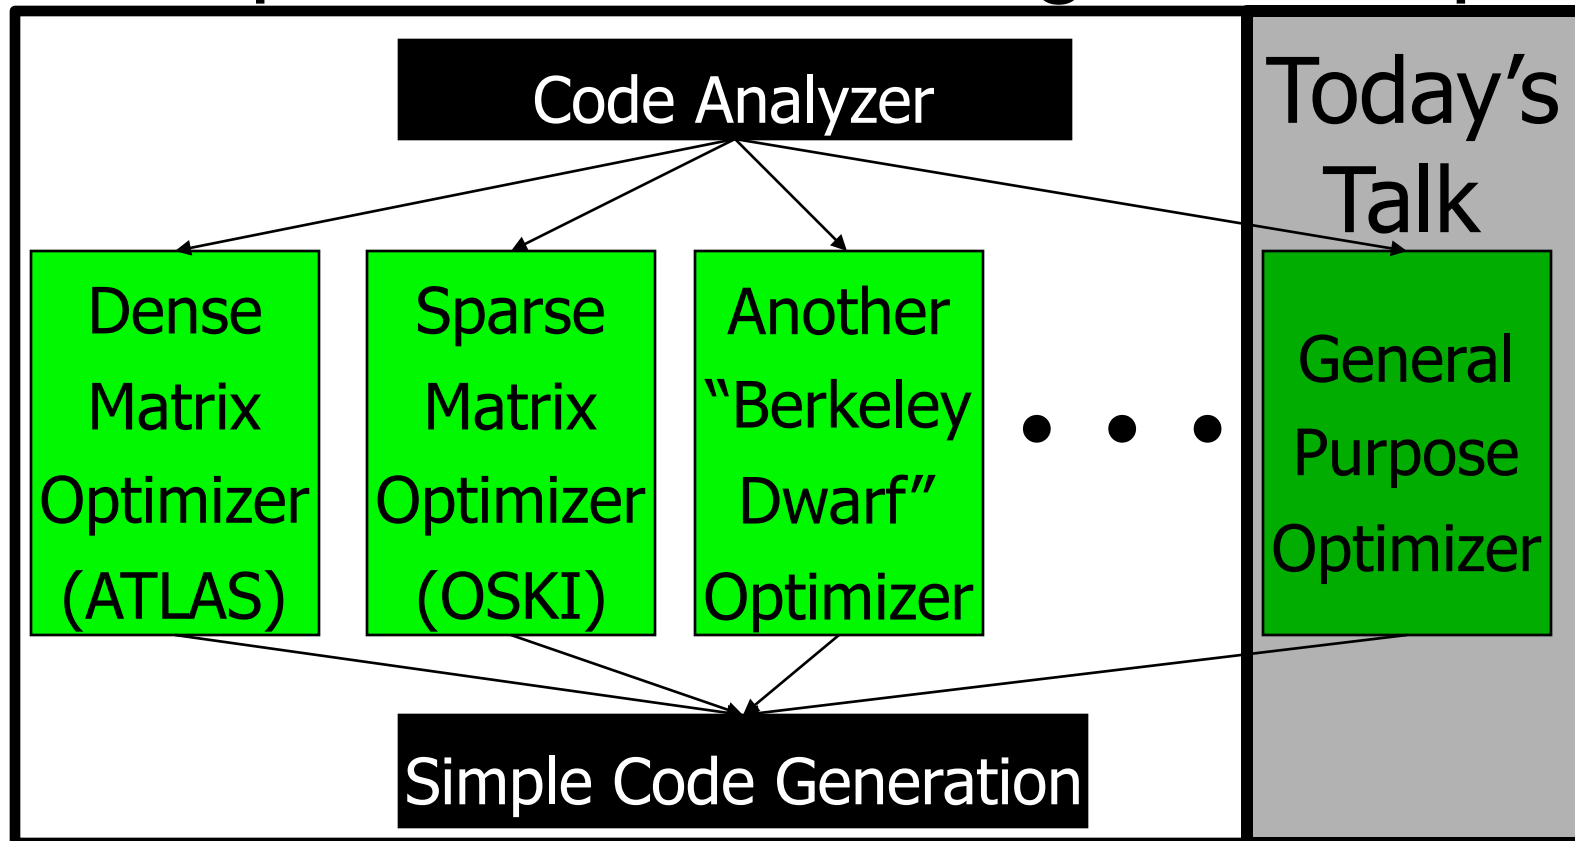 Code Analyzer
Today’s
Talk
Dense
Matrix
Optimizer
(ATLAS)
Sparse
Matrix
Optimizer
(OSKI)
Another
“Berkeley
Dwarf”
Optimizer
• • •
General
Purpose
Optimizer
Simple Code Generation